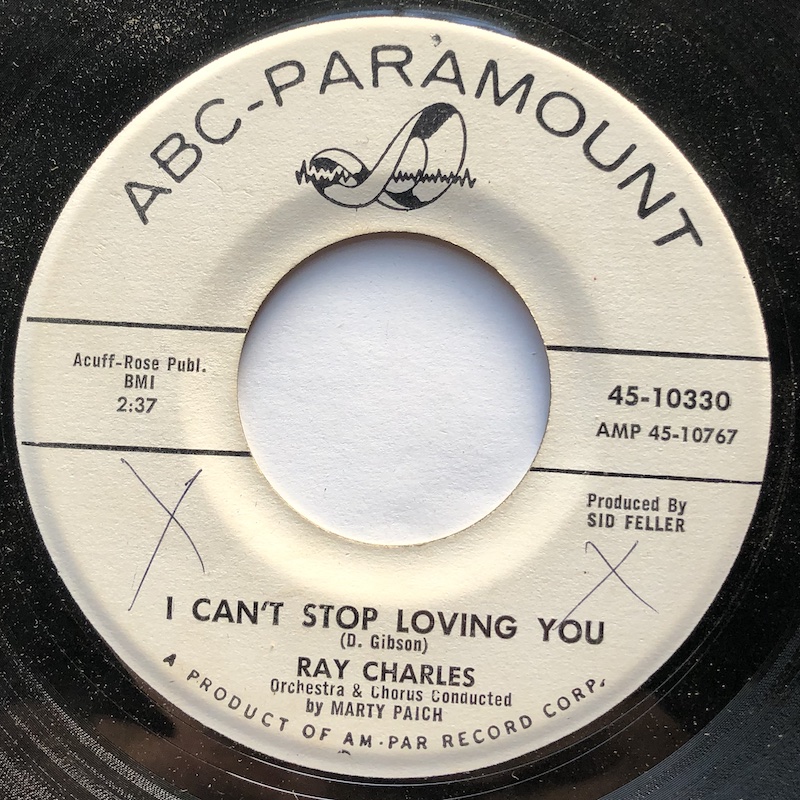 ABC-PARAMOUNT
Acuff-Rose Publ.
BMI
2:37
45-10330
AMP 45-10767
Produced By
SID FELLER
I CAN'T STOP LOVING YOU
(D. Gibson)
RAY CHARLES
Orchestra & Chorus Conducted
by MARTY PAICH
A PRODUCT OF AM-PAR RECORD CORP.